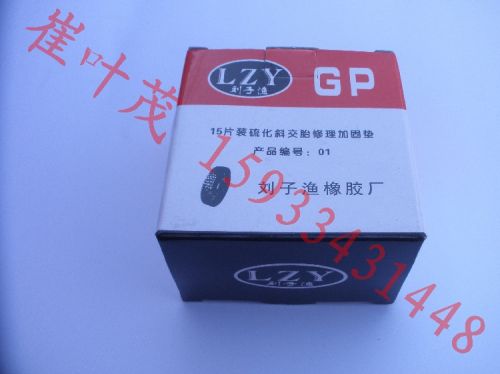 崔叶茂 15933431448
LZY
刘子渔
GP
15片装硫化斜交胎修理加固垫
产品编号：01
刘子渔橡胶厂
LZY
刘子渔